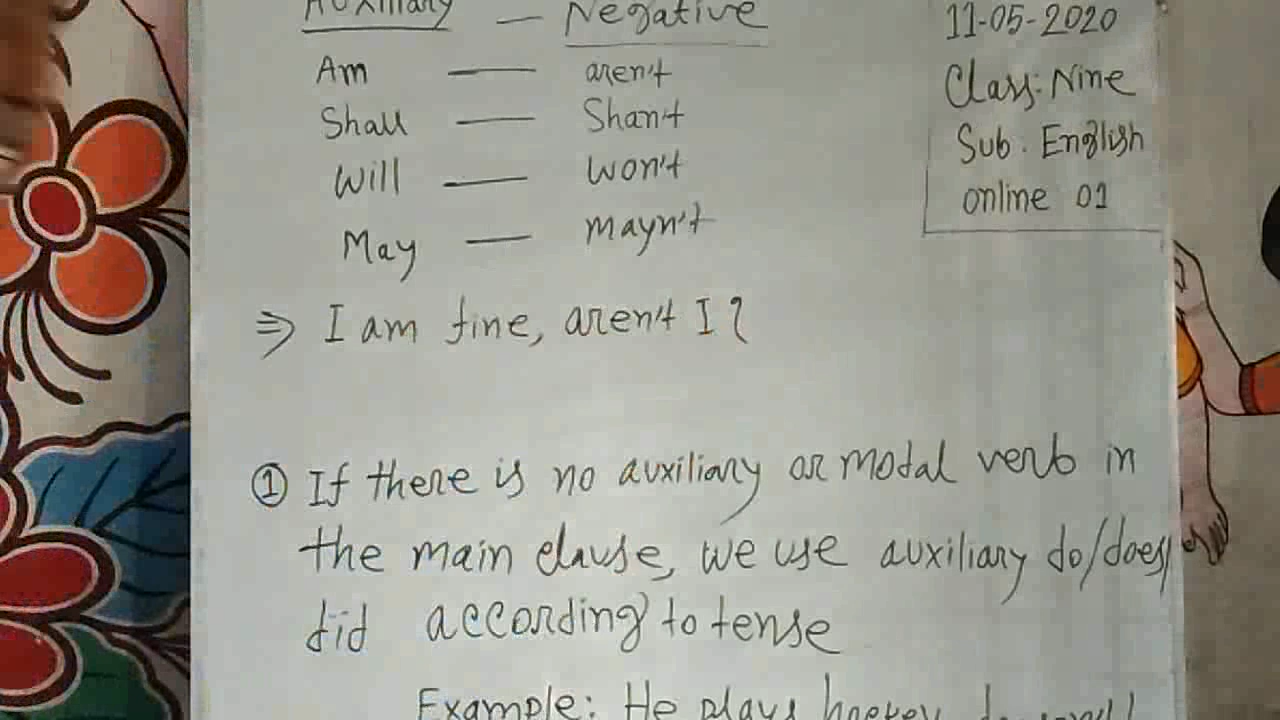 Auxiliary — Negative
Am — aren't
Shall — Shan't
Will — Won't
May — mayn't
⇒ I am fine, aren't I?
① If there is no auxiliary or modal verb in
the main clause, we use auxiliary do/does/
did according to tense
Example: He plays hockey,
11-05-2020
Class: Nine
Sub. English
online 01